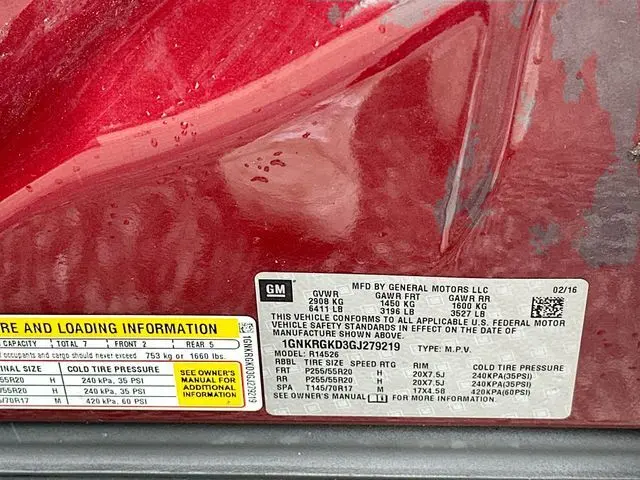 GM
MFD BY GENERAL MOTORS LLC
02/16
GVWR GAWR FRT GAWR RR
2908 KG 1450 KG 1600 KG
6411 LB 3196 LB 3527 LB
THIS VEHICLE CONFORMS TO ALL APPLICABLE U.S. FEDERAL MOTOR
VEHICLE SAFETY STANDARDS IN EFFECT ON THE DATE OF MANUFACTURE
SHOWN ABOVE.
1GNKRGKD3GJ279219 TYPE: M.P.V.
MODEL: R14526
RBBL TIRE SIZE SPEED RTG RIM COLD TIRE PRESSURE
FRT P255/55R20 H 20X7.5J 240KPA(35PSI)
RR P255/55R20 H 20X7.5J 240KPA(35PSI)
SPA T145/70R17 M 17X4.5B 420KPA(60PSI)
SEE OWNER'S MANUAL FOR MORE INFORMATION.
RE AND LOADING INFORMATION
CAPACITY TOTAL 7 FRONT 2 REAR 5
occupants and cargo should never exceed 753 kg or 1660 lbs.
COLD TIRE PRESSURE
55R20 H 240 kPa, 35 PSI
/55R20 H 240 kPa, 35 PSI
/70R17 M 420 kPa, 60 PSI
SEE OWNER'S
MANUAL FOR
ADDITIONAL
INFORMATION
1GNKRGKD3GJ279219